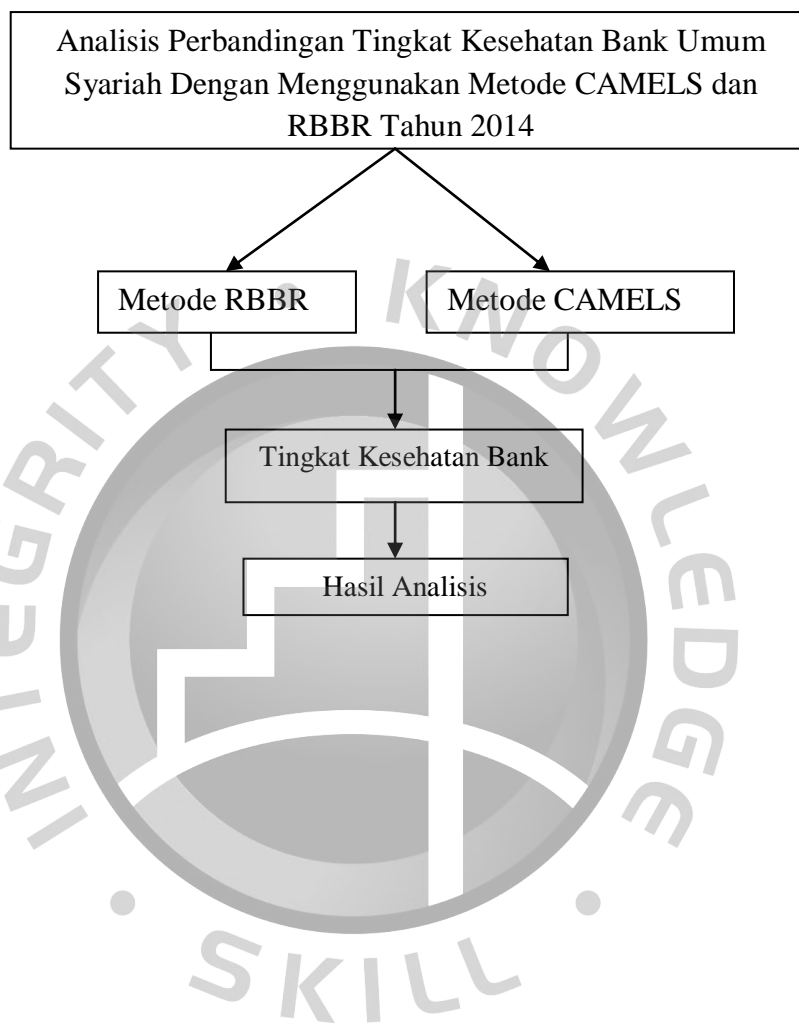 Analisis Perbandingan Tingkat Kesehatan Bank Umum
Syariah Dengan Menggunakan Metode CAMELS dan
RBBR Tahun 2014
Metode RBBR
Metode CAMELS
Tingkat Kesehatan Bank
Hasil Analisis
INTEGRITY • KNOWLEDGE • SKILL •